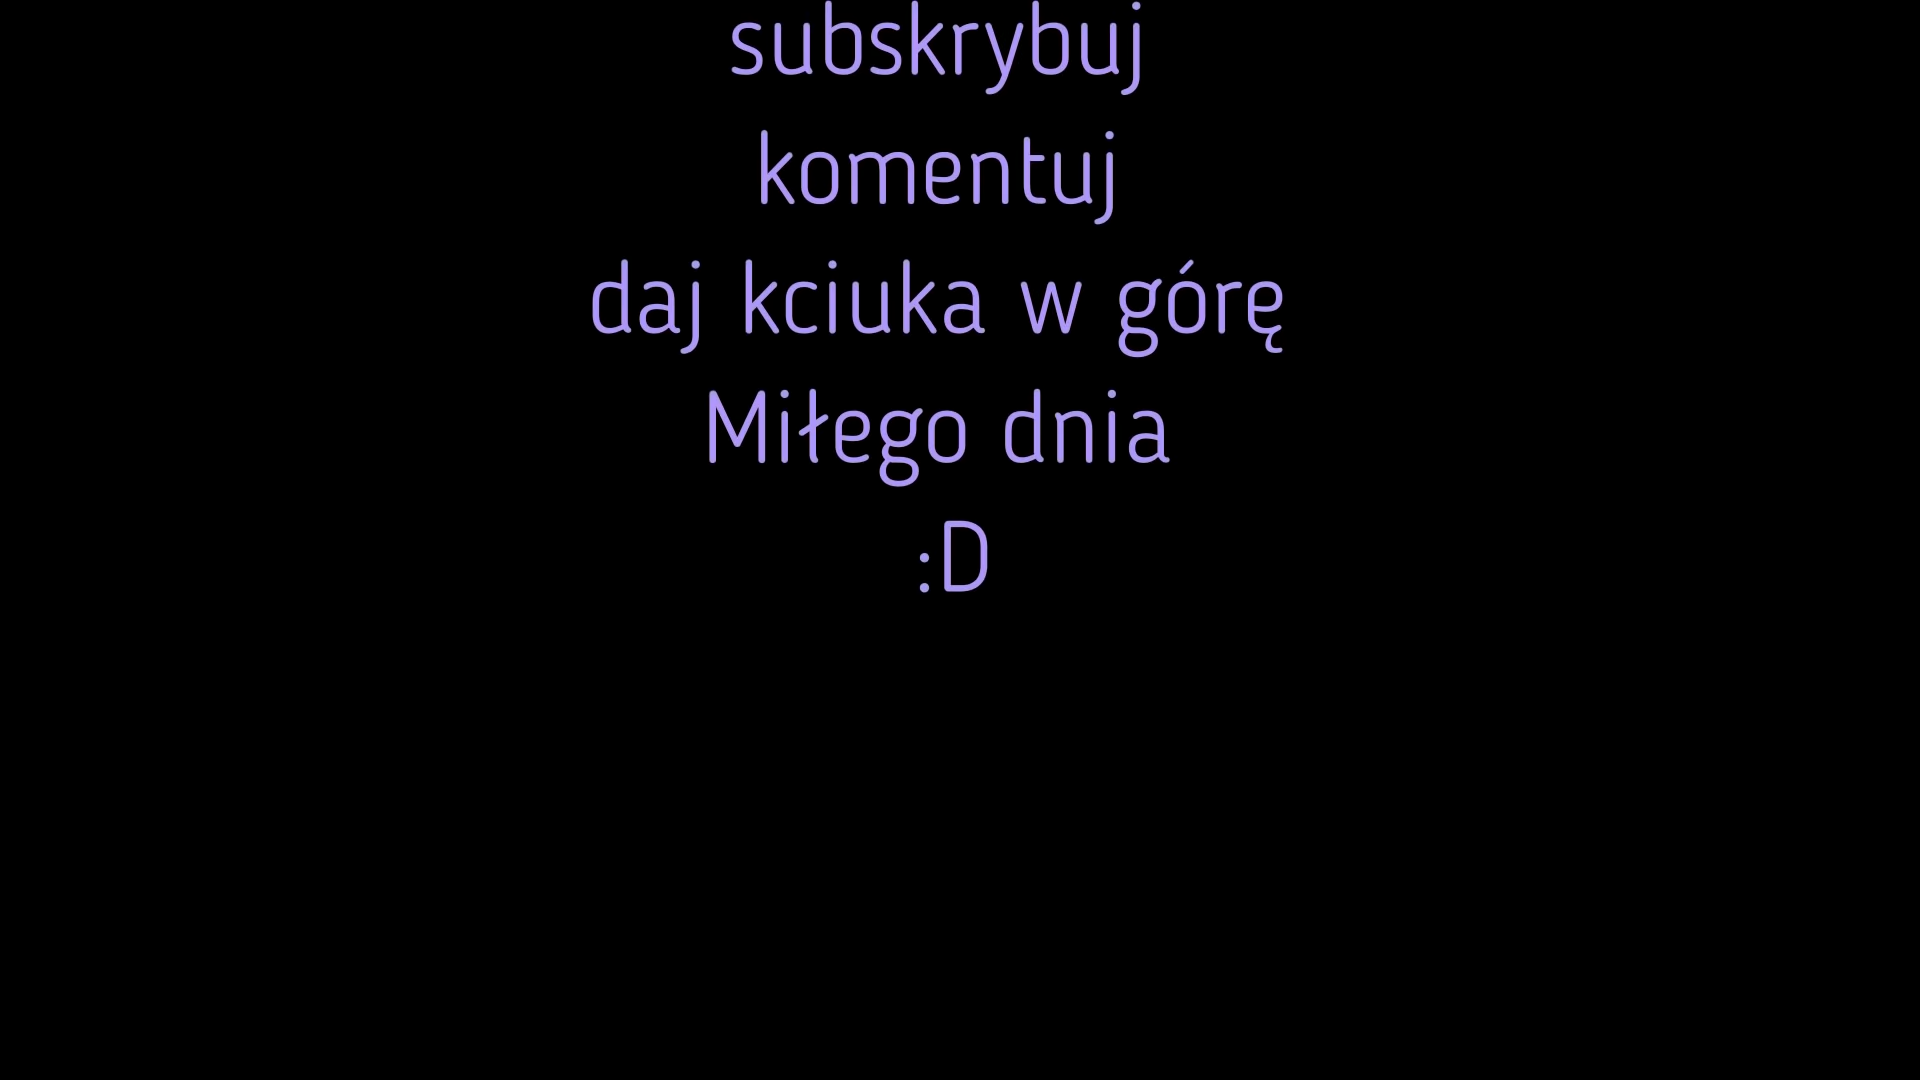 subskrybuj
komentuj
daj kciuka w górę
Miłego dnia
:D